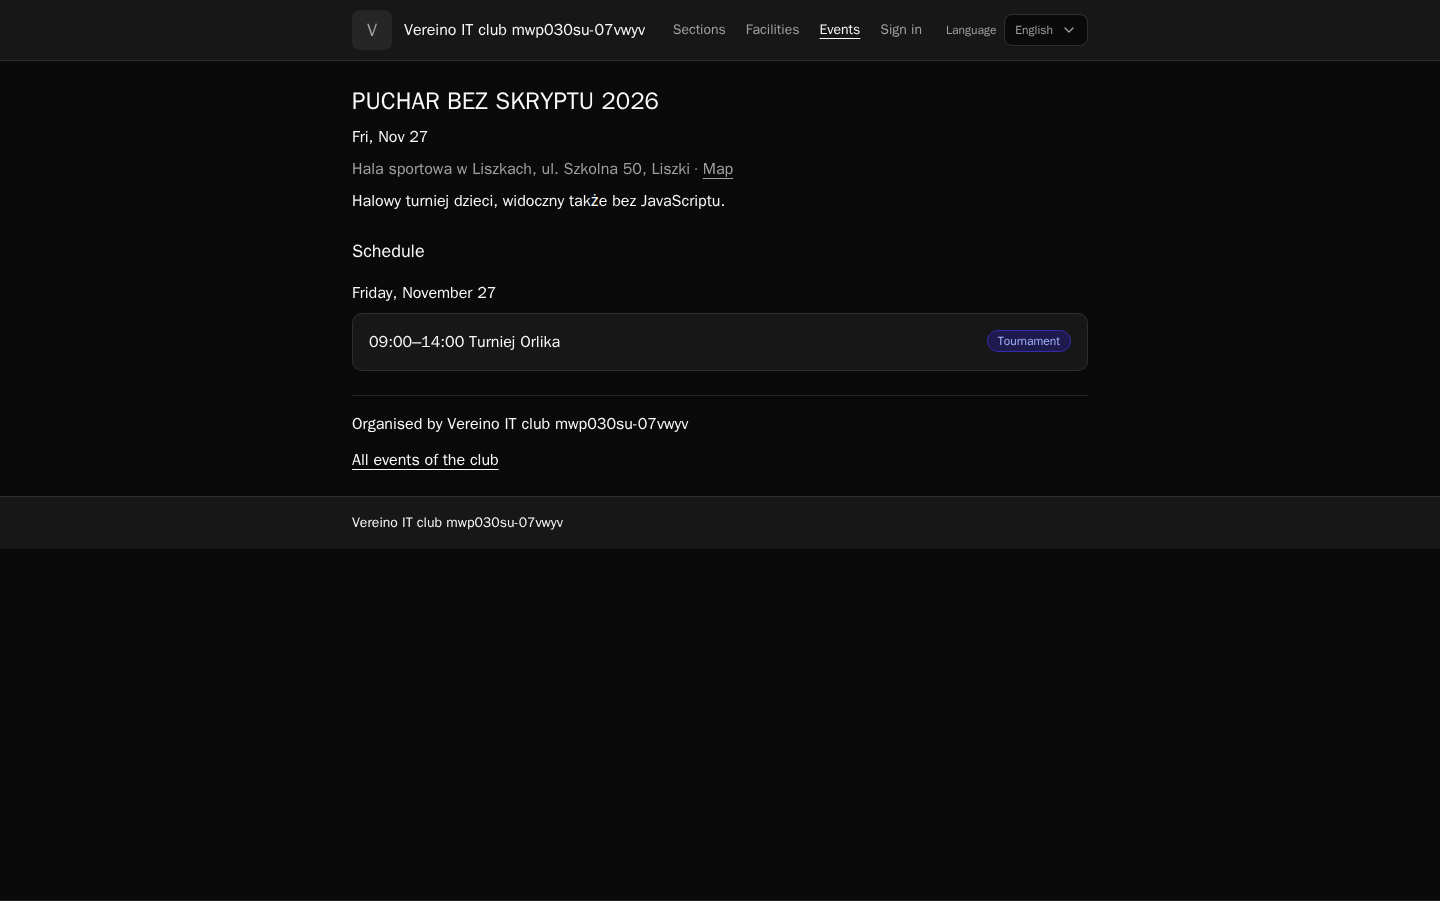 V
Vereino IT club mwp030su-07vwyv
Sections
Facilities
Events
Sign in
Language
English
PUCHAR BEZ SKRYPTU 2026
Fri, Nov 27
Hala sportowa w Liszkach, ul. Szkolna 50, Liszki · Map
Halowy turniej dzieci, widoczny także bez JavaScriptu.
Schedule
Friday, November 27
09:00–14:00 Turniej Orlika
Tournament
Organised by Vereino IT club mwp030su-07vwyv
All events of the club
Vereino IT club mwp030su-07vwyv